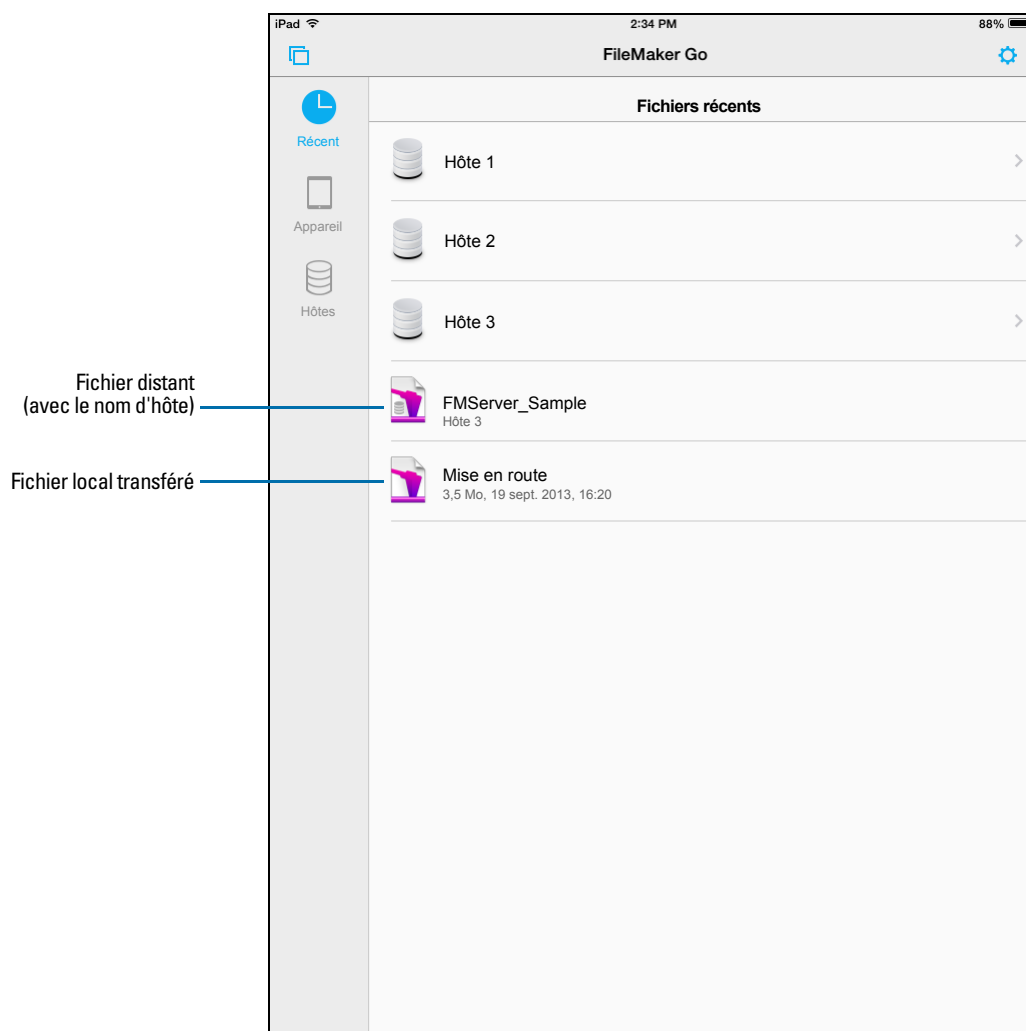 iPad
2:34 PM
88%
FileMaker Go
Récent
Appareil
Hôtes
Fichiers récents
Hôte 1
Hôte 2
Hôte 3
Fichier distant
(avec le nom d'hôte)
FMServer_Sample
Hôte 3
Fichier local transféré
Mise en route
3,5 Mo, 19 sept. 2013, 16:20